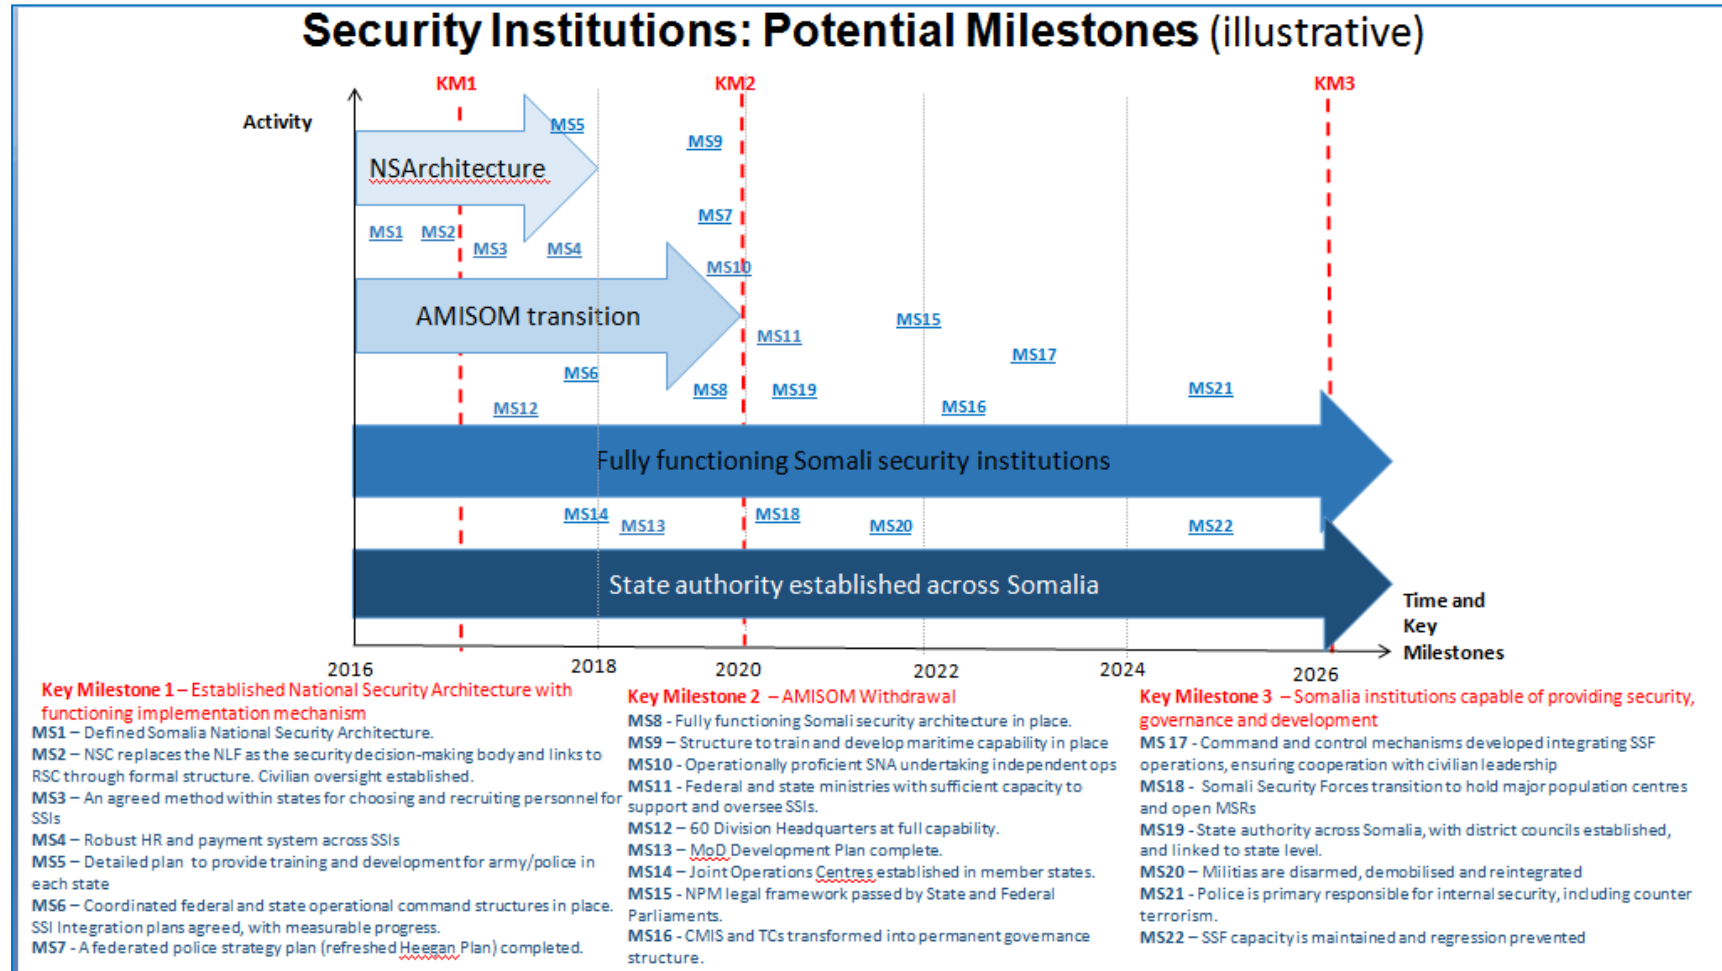 Security Institutions: Potential Milestones (illustrative)
KM1
KM2
KM3
Activity
MS5
MS9
NSArchitecture
MS7
MS1
MS2
MS3
MS4
MS10
AMISOM transition
MS15
MS11
MS17
MS6
MS8
MS19
MS21
MS12
MS16
Fully functioning Somali security institutions
MS14
MS13
MS18
MS20
MS22
State authority established across Somalia
Time and
Key
Milestones
2016
2018
2020
2022
2024
2026
Key Milestone 1 – Established National Security Architecture with
functioning implementation mechanism
MS1 – Defined Somalia National Security Architecture.
MS2 – NSC replaces the NLF as the security decision-making body and links to
RSC through formal structure. Civilian oversight established.
MS3 – An agreed method within states for choosing and recruiting personnel for
SSIs
MS4 – Robust HR and payment system across SSIs
MS5 – Detailed plan to provide training and development for army/police in
each state
MS6 – Coordinated federal and state operational command structures in place.
SSI Integration plans agreed, with measurable progress.
MS7 – A federated police strategy plan (refreshed Heegan Plan) completed.
Key Milestone 2 – AMISOM Withdrawal
MS8 - Fully functioning Somali security architecture in place.
MS9 – Structure to train and develop maritime capability in place
MS10 - Operationally proficient SNA undertaking independent ops
MS11 - Federal and state ministries with sufficient capacity to
support and oversee SSIs.
MS12 – 60 Division Headquarters at full capability.
MS13 – MoD Development Plan complete.
MS14 – Joint Operations Centres established in member states.
MS15 - NPM legal framework passed by State and Federal
Parliaments.
MS16 - CMIS and TCs transformed into permanent governance
structure.
Key Milestone 3 – Somalia institutions capable of providing security,
governance and development
MS 17 - Command and control mechanisms developed integrating SSF
operations, ensuring cooperation with civilian leadership
MS18 - Somali Security Forces transition to hold major population centres
and open MSRs
MS19 - State authority across Somalia, with district councils established,
and linked to state level.
MS20 – Militias are disarmed, demobilised and reintegrated
MS21 - Police is primary responsible for internal security, including counter
terrorism.
MS22 – SSF capacity is maintained and regression prevented